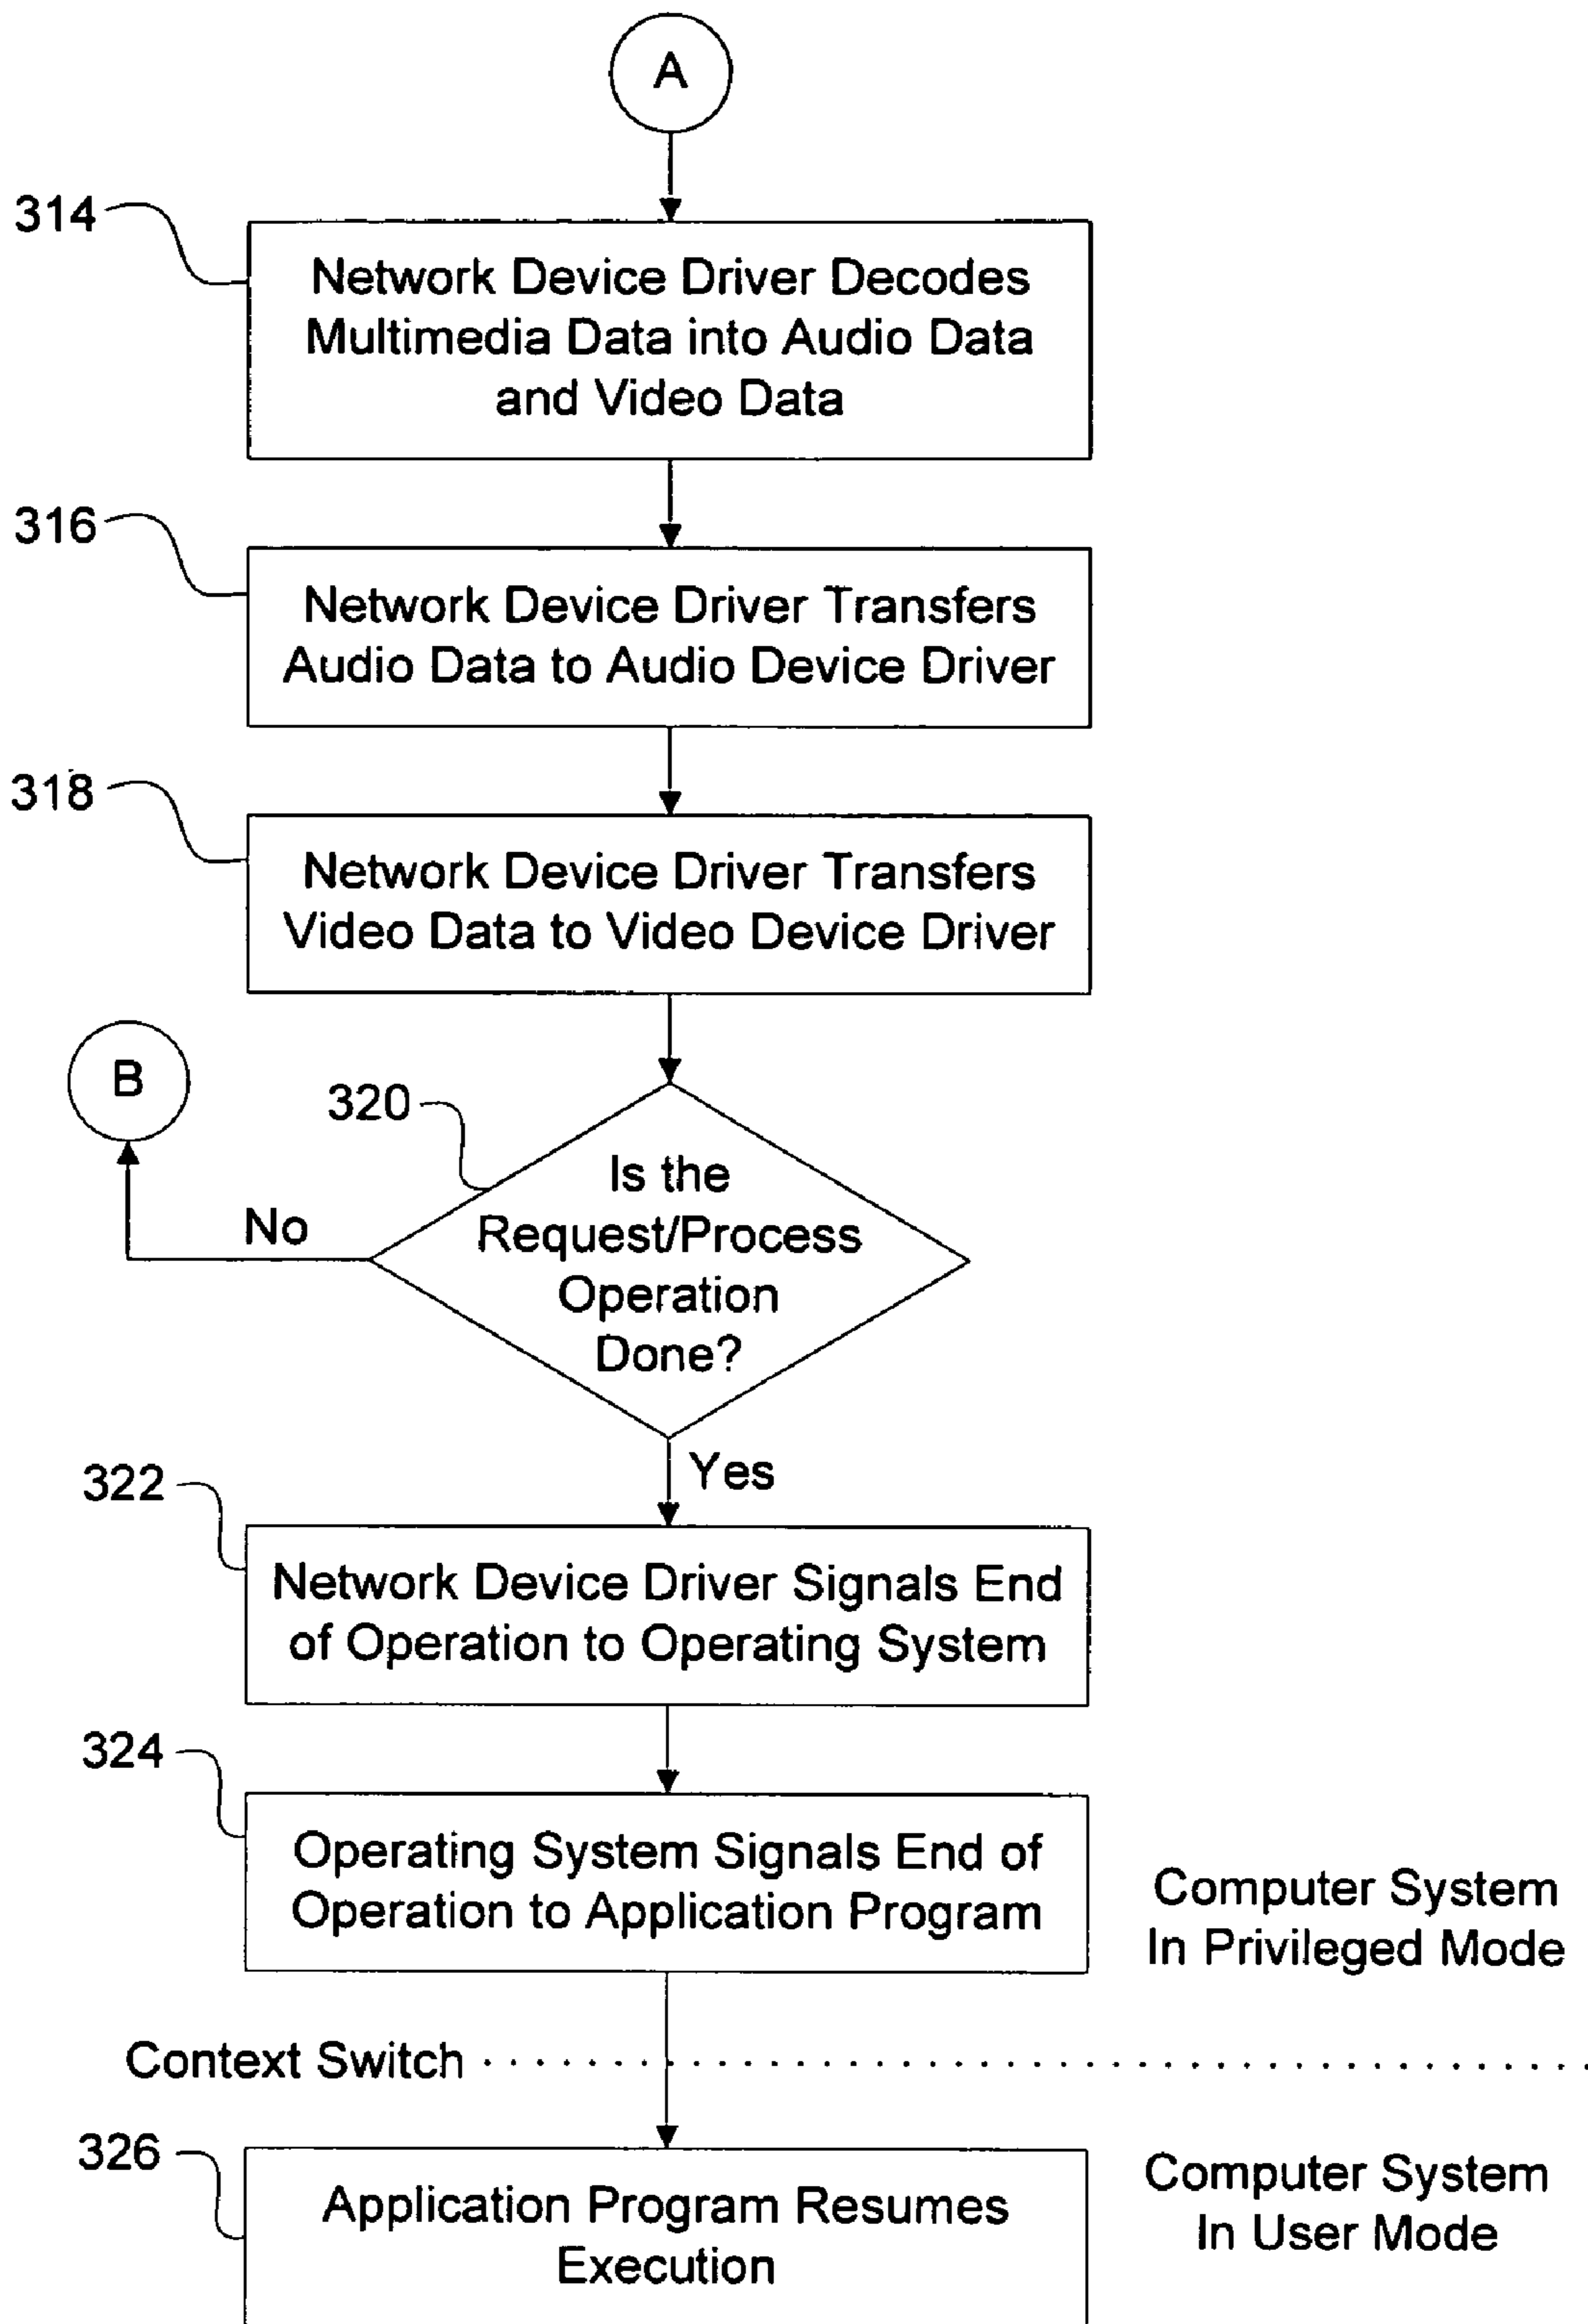 A
314
Network Device Driver Decodes
Multimedia Data into Audio Data
and Video Data
316
Network Device Driver Transfers
Audio Data to Audio Device Driver
318
Network Device Driver Transfers
Video Data to Video Device Driver
B
320
Is the
Request/Process
Operation
Done?
No
Yes
322
Network Device Driver Signals End
of Operation to Operating System
324
Operating System Signals End of
Operation to Application Program
Computer System
In Privileged Mode
Context Switch
326
Application Program Resumes
Execution
Computer System
In User Mode